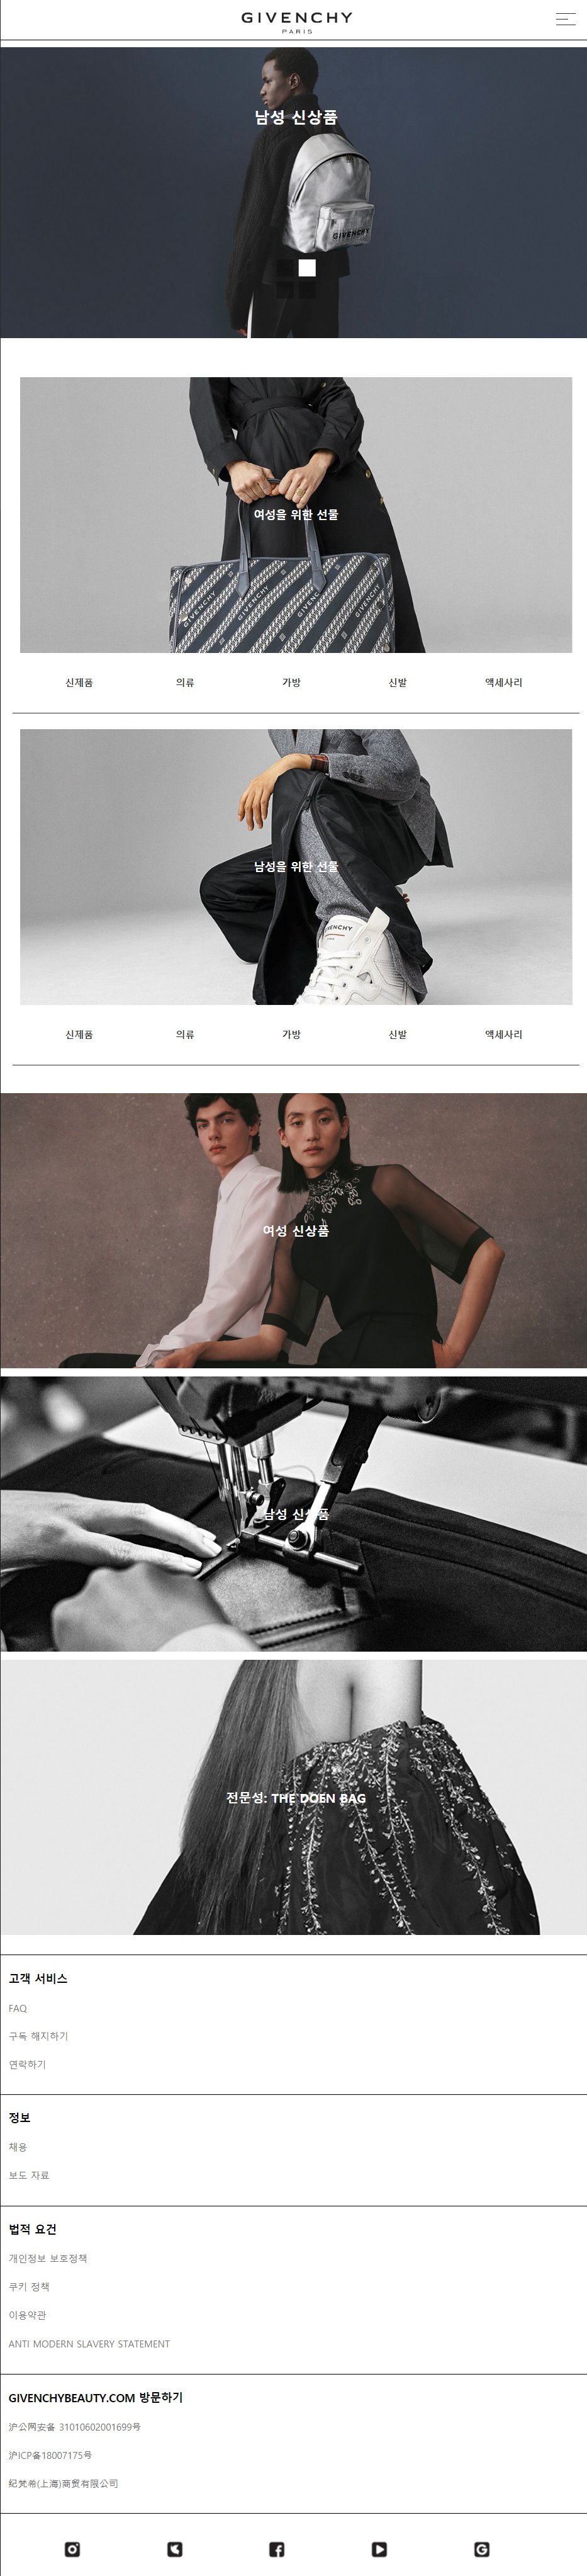 GIVENCHY
PARIS
남성 신상품
GIVENCHY
여성을 위한 선물
GIVENCHY
GIVENCHY
GIVENCHY
신제품 의류 가방 신발 액세사리
남성을 위한 선물
신제품 의류 가방 신발 액세사리
여성 신상품
남성 신상품
전문성: THE DOEN BAG
고객 서비스
FAQ
구독 해지하기
연락하기
정보
채용
보도 자료
법적 요건
개인정보 보호정책
쿠키 정책
이용약관
ANTI MODERN SLAVERY STATEMENT
GIVENCHYBEAUTY.COM 방문하기
沪公网安备 31010602001699号
沪ICP备18007175号
纪梵希(上海)商贸有限公司